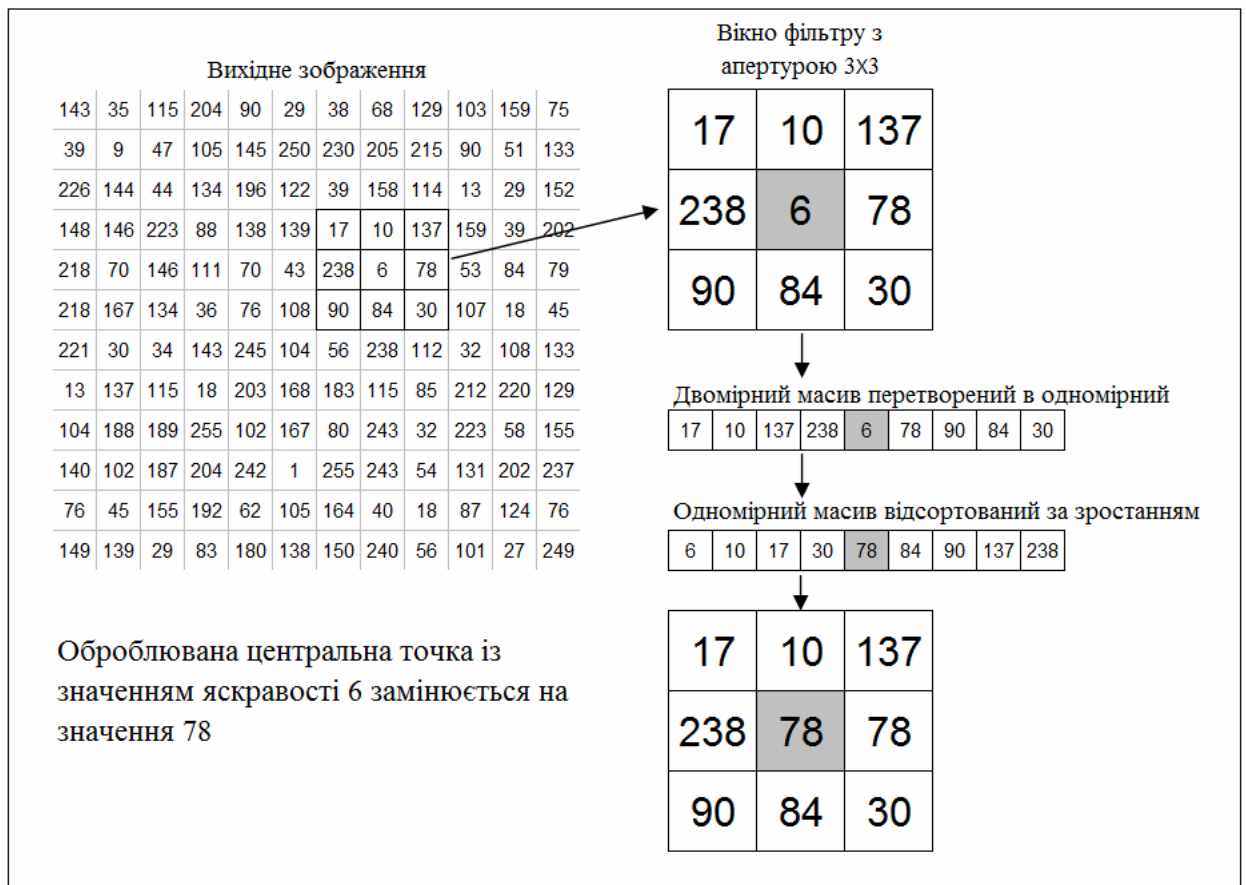 Вихідне зображення
143 35 115 204 90 29 38 68 129 103 159 75
39 9 47 105 145 250 230 205 215 90 51 133
226 144 44 134 196 122 39 158 114 13 29 152
148 146 223 88 138 139 17 10 137 159 39 202
218 70 146 111 70 43 238 6 78 53 84 79
218 167 134 36 76 108 90 84 30 107 18 45
221 30 34 143 245 104 56 238 112 32 108 133
13 137 115 18 203 168 183 115 85 212 220 129
104 188 189 255 102 167 80 243 32 223 58 155
140 102 187 204 242 1 255 243 54 131 202 237
76 45 155 192 62 105 164 40 18 87 124 76
149 139 29 83 180 138 150 240 56 101 27 249
Оброблювана центральна точка із
значенням яскравості 6 замінюється на
значення 78
Вікно фільтру з
апертурою 3X3
17 10 137
238 6 78
90 84 30
Двомірний масив перетворений в одномірний
17 10 137 238 6 78 90 84 30
Одномірний масив відсортований за зростанням
6 10 17 30 78 84 90 137 238
17 10 137
238 78 78
90 84 30